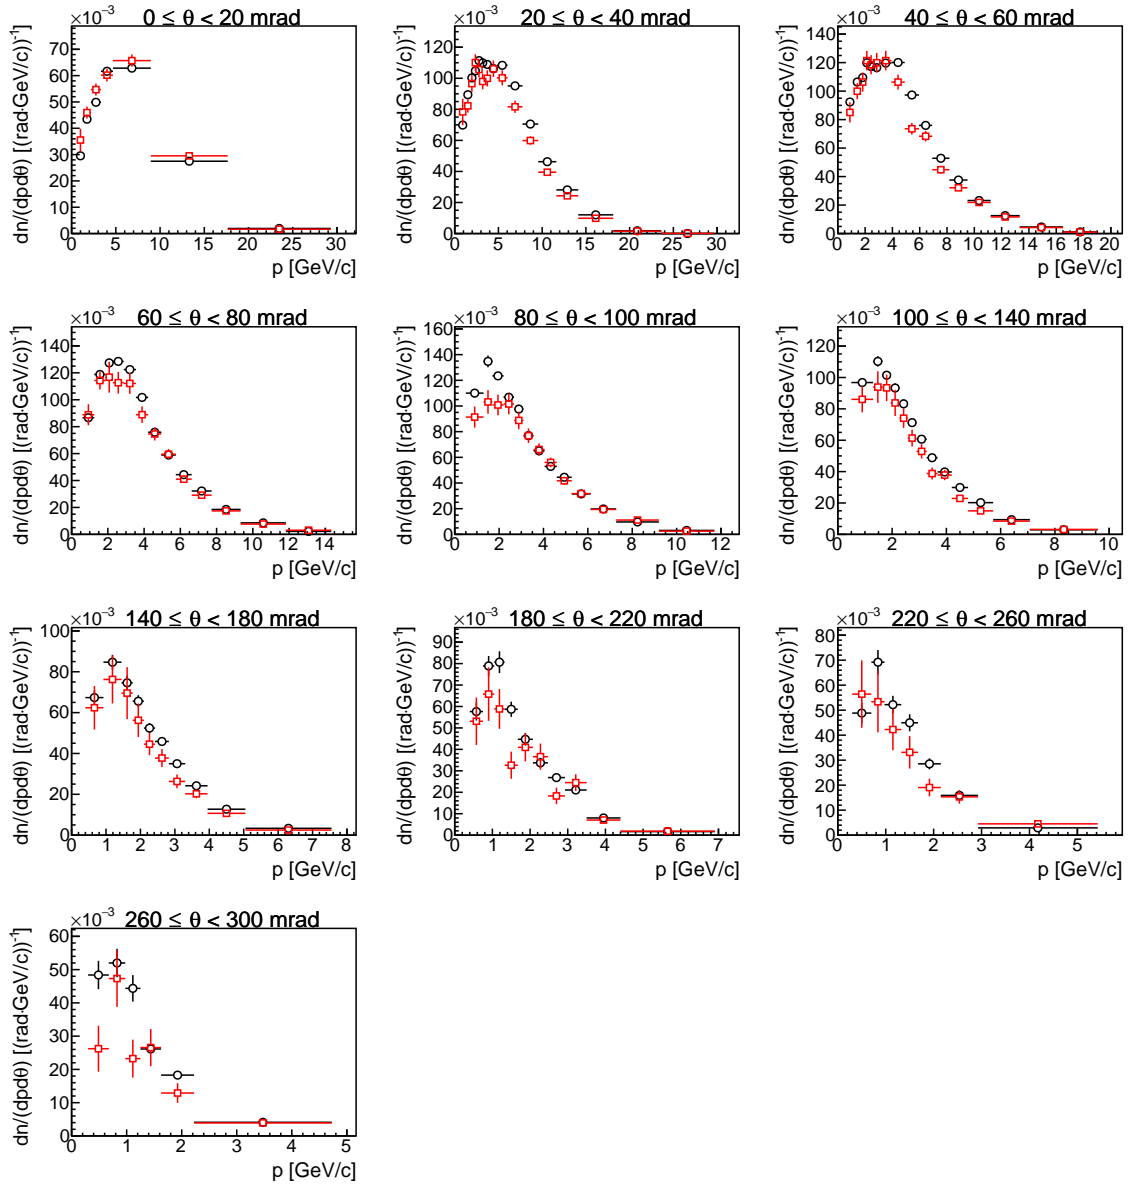 ×10⁻³ 0 ≤ θ < 20 mrad
dn/(dpdθ) [(rad·GeV/c))⁻¹]
70
60
50
40
30
20
10
0
0 5 10 15 20 25 30
p [GeV/c]
×10⁻³ 20 ≤ θ < 40 mrad
dn/(dpdθ) [(rad·GeV/c))⁻¹]
120
100
80
60
40
20
0
0 5 10 15 20 25 30
p [GeV/c]
×10⁻³ 40 ≤ θ < 60 mrad
dn/(dpdθ) [(rad·GeV/c))⁻¹]
140
120
100
80
60
40
20
0
0 2 4 6 8 10 12 14 16 18 20
p [GeV/c]
×10⁻³ 60 ≤ θ < 80 mrad
dn/(dpdθ) [(rad·GeV/c))⁻¹]
140
120
100
80
60
40
20
0
0 2 4 6 8 10 12 14
p [GeV/c]
×10⁻³ 80 ≤ θ < 100 mrad
dn/(dpdθ) [(rad·GeV/c))⁻¹]
160
140
120
100
80
60
40
20
0
0 2 4 6 8 10 12
p [GeV/c]
×10⁻³ 100 ≤ θ < 140 mrad
dn/(dpdθ) [(rad·GeV/c))⁻¹]
120
100
80
60
40
20
0
0 2 4 6 8 10
p [GeV/c]
×10⁻³ 140 ≤ θ < 180 mrad
dn/(dpdθ) [(rad·GeV/c))⁻¹]
100
80
60
40
20
0
0 1 2 3 4 5 6 7 8
p [GeV/c]
×10⁻³ 180 ≤ θ < 220 mrad
dn/(dpdθ) [(rad·GeV/c))⁻¹]
90
80
70
60
50
40
30
20
10
0
0 1 2 3 4 5 6 7
p [GeV/c]
×10⁻³ 220 ≤ θ < 260 mrad
dn/(dpdθ) [(rad·GeV/c))⁻¹]
80
70
60
50
40
30
20
10
0
0 1 2 3 4 5
p [GeV/c]
×10⁻³ 260 ≤ θ < 300 mrad
dn/(dpdθ) [(rad·GeV/c))⁻¹]
60
50
40
30
20
10
0
0 1 2 3 4 5
p [GeV/c]